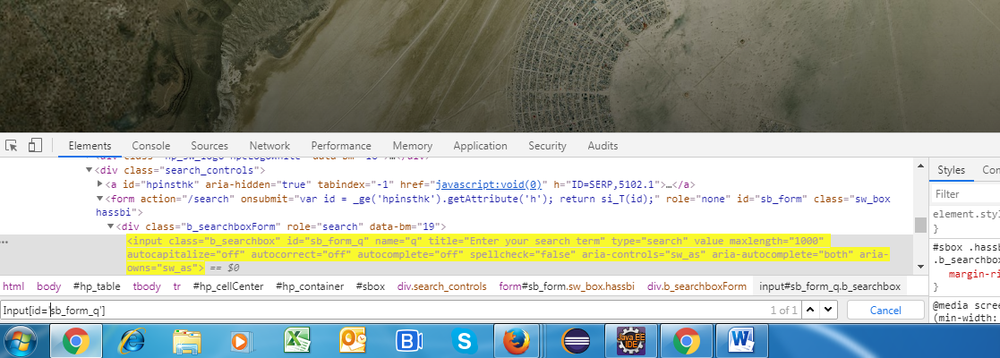 Elements Console Sources Network Performance Memory Application Security Audits
<div class="search_controls"> Styles
<a id="hpinsthk" aria-hidden="true" tabindex="-1" href="javascript:void(0)" h="ID=SERP,5102.1">…</a>
Filter
<form action="/search" onsubmit="var id = _ge('hpinsthk').getAttribute('h'); return si_T(id);" role="none" id="sb_form" class="sw_box
hassbi">
element.sty
<div class="b_searchboxForm" role="search" data-bm="19">
}
… <input class="b_searchbox" id="sb_form_q" name="q" title="Enter your search term" type="search" value maxlength="1000"
#sbox .hassb
autocapitalize="off" autocorrect="off" autocomplete="off" spellcheck="false" aria-controls="sw_as" aria-autocomplete="both" aria-
.b_searchbox
owns="sw_as"> == $0
margin-ri
html body #hp_table tbody tr #hp_cellCenter #hp_container #sbox div.search_controls form#sb_form.sw_box.hassbi div.b_searchboxForm input#sb_form_q.b_searchbox
}
Input[id='sb_form_q'] 1 of 1 Cancel
@media scree
(min-width:
X O B S Java EE IDE W